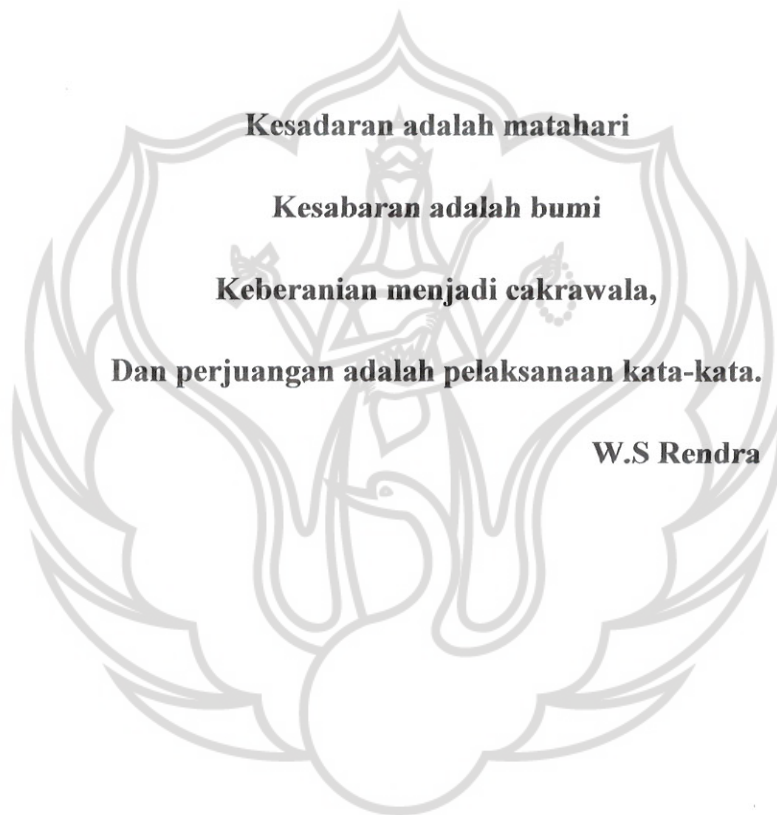 Kesadaran adalah matahari
Kesabaran adalah bumi
Keberanian menjadi cakrawala,
Dan perjuangan adalah pelaksanaan kata-kata.
W.S Rendra